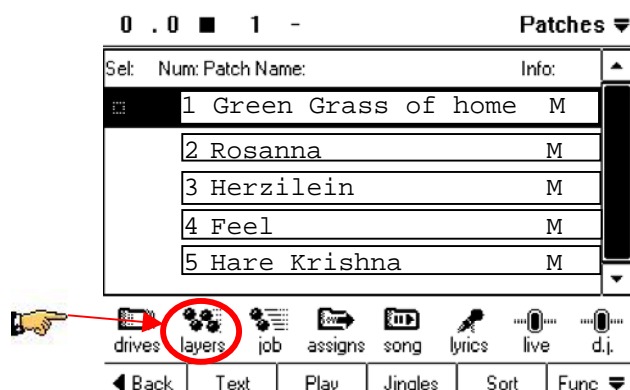 0 .0 ■ 1 - Patches
Sel: Num: Patch Name: Info:
1 Green Grass of home M
2 Rosanna M
3 Herzilein M
4 Feel M
5 Hare Krishna M
drives layers job assigns song lyrics live d.j.
Back Text Play Jingles Sort Func